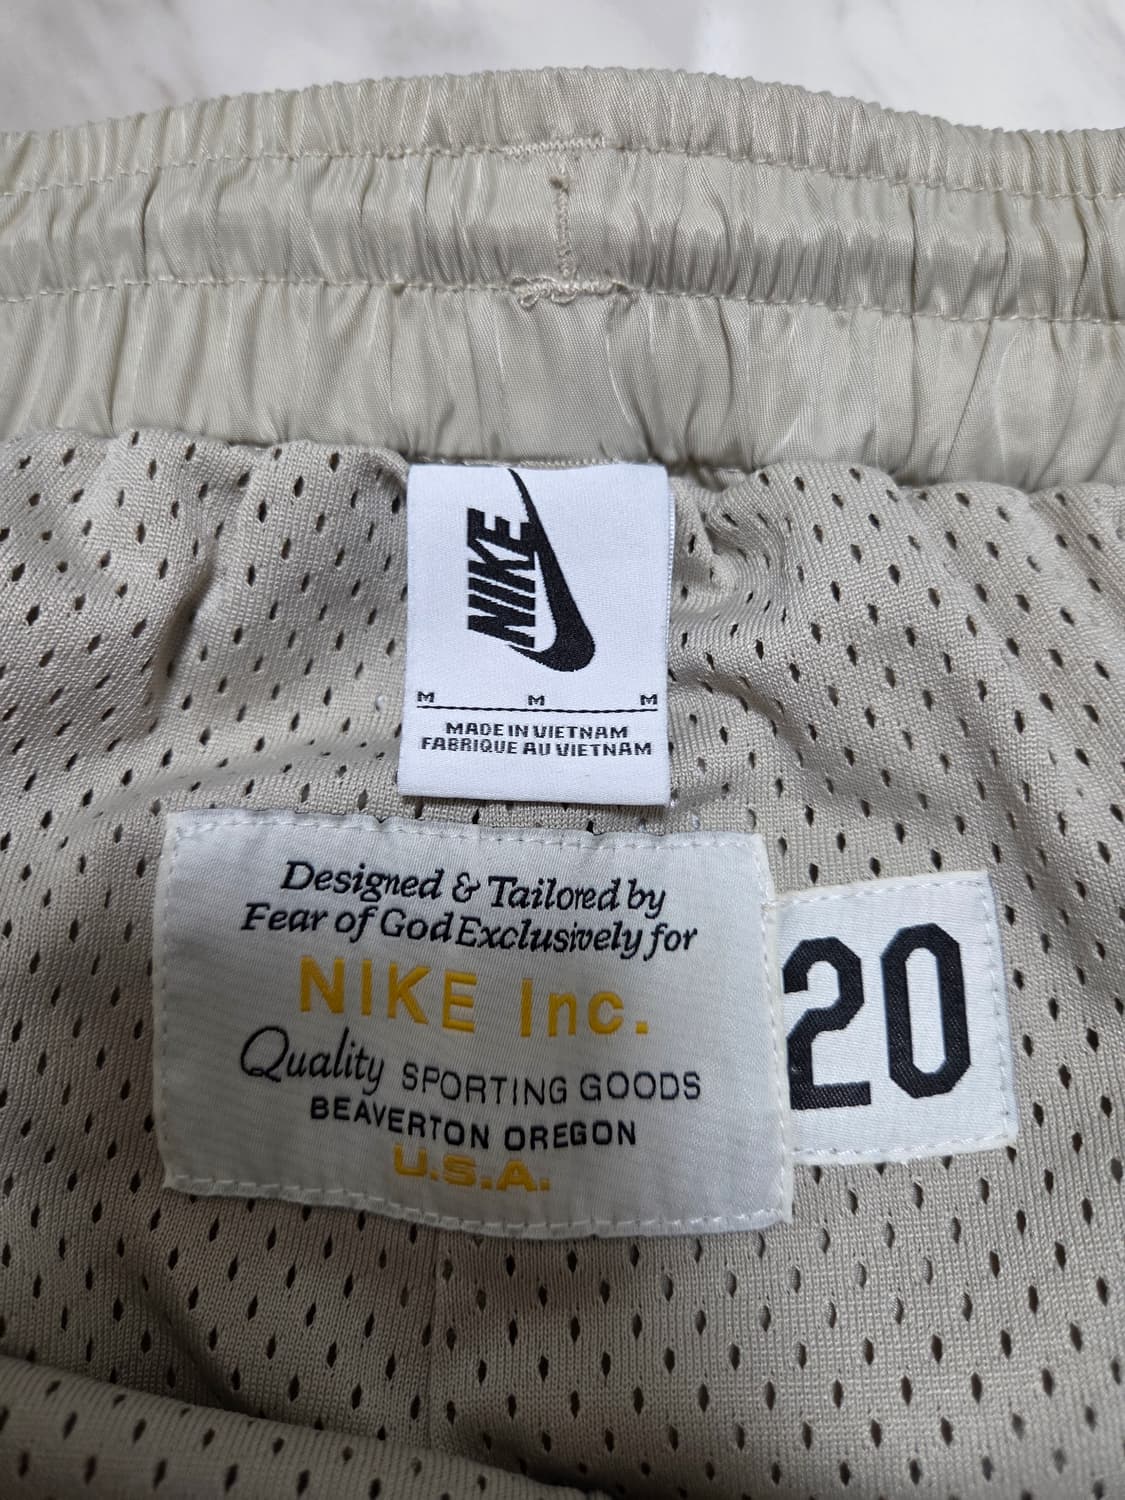 NIKE
M M M
MADE IN VIETNAM
FABRIQUE AU VIETNAM
Designed & Tailored by
Fear of God Exclusively for
NIKE Inc.
Quality SPORTING GOODS
BEAVERTON OREGON
U.S.A.
20